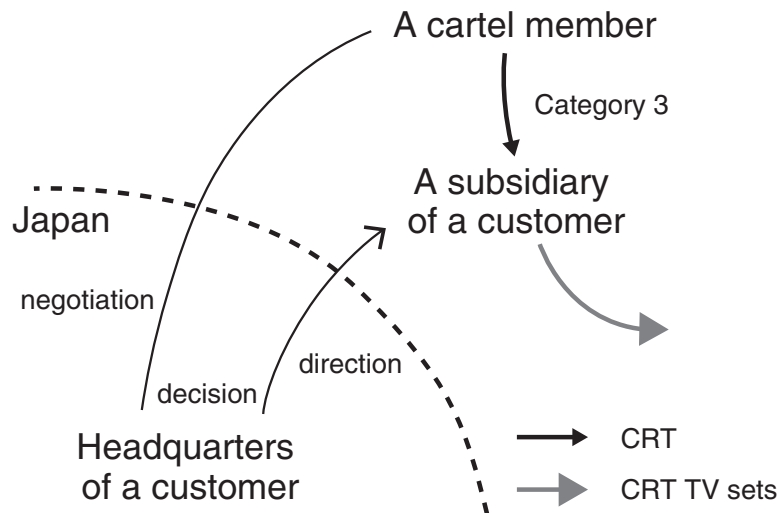 A cartel member
Category 3
A subsidiary
of a customer
Japan
negotiation
direction
decision
Headquarters
of a customer
CRT
CRT TV sets